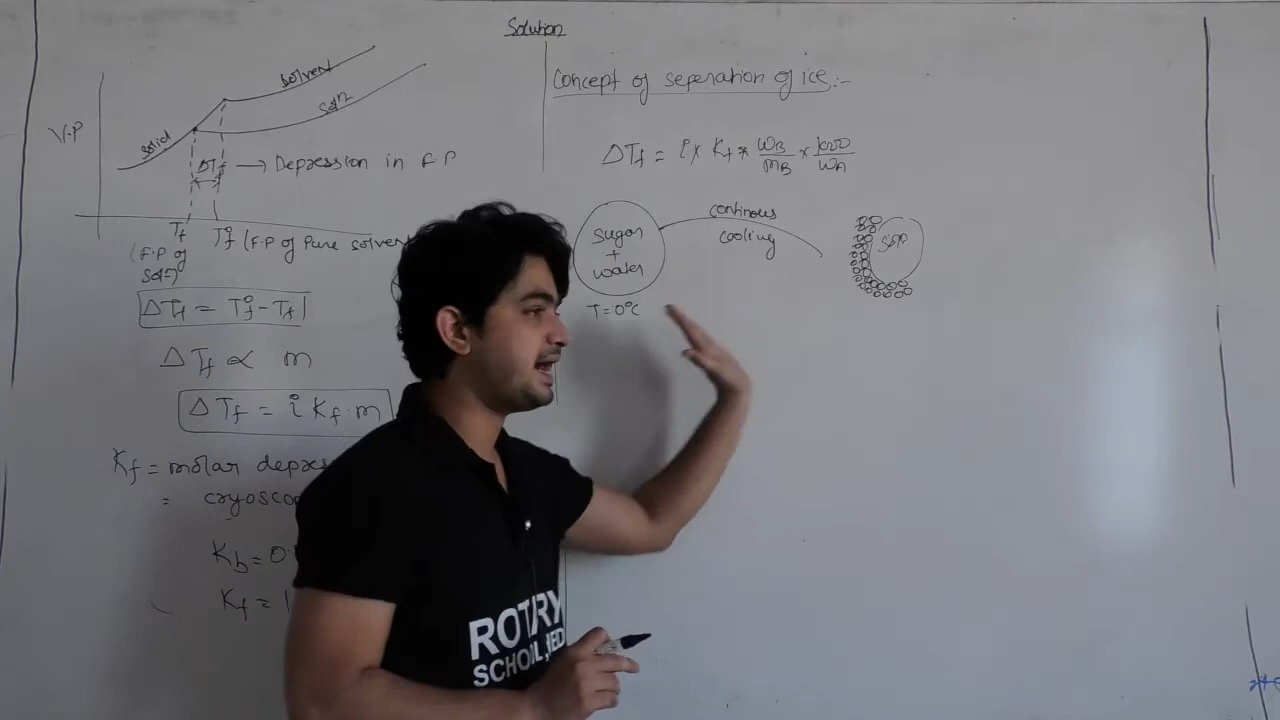 Solution
V.P
solid
solvent
soln
ΔTf → Depression in F P
Tf
Tf° (F.P of Pure solvent
(F.P of
soln)
ΔTf = Tf° - Tf
ΔTf ∝ m
ΔTf = i Kf . m
Kf = molar depre
= cryosco
Kb = 0.
Kf = 1
Concept of seperation of ice :-
ΔTf = i × Kf × WB/MB × 1000/WA
Sugar
+
water
T = 0°C
continous
cooling
ROTARY
SCHOOL,